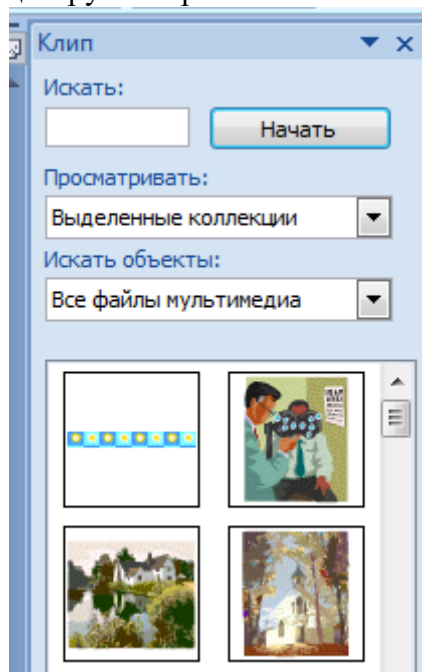 Клип
Искать:
Начать
Просматривать:
Выделенные коллекции
Искать объекты:
Все файлы мультимедиа